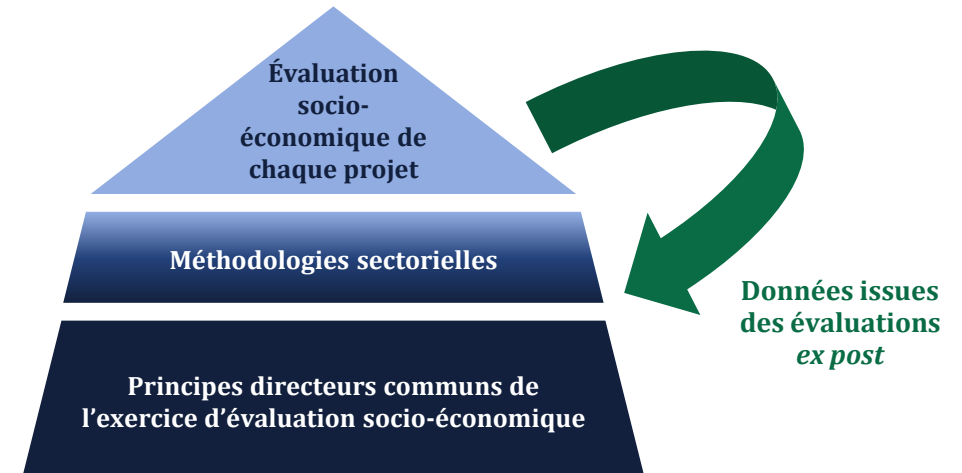 Évaluation
socio-
économique de
chaque projet
Méthodologies sectorielles
Données issues
des évaluations
ex post
Principes directeurs communs de
l’exercice d’évaluation socio-économique